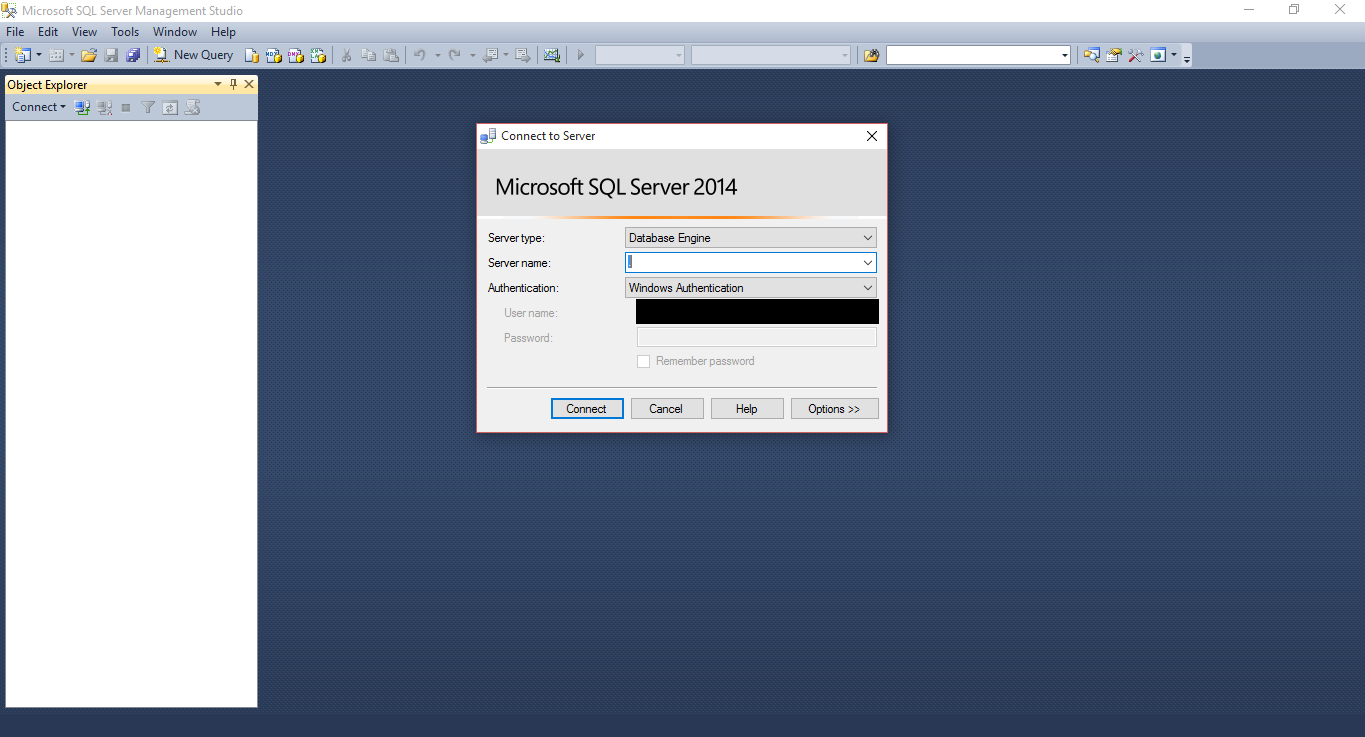 Microsoft SQL Server Management Studio
File Edit View Tools Window Help
New Query
Object Explorer
Connect
Connect to Server
Microsoft SQL Server 2014
Server type: Database Engine
Server name:
Authentication: Windows Authentication
User name:
Password:
Remember password
Connect Cancel Help Options >>